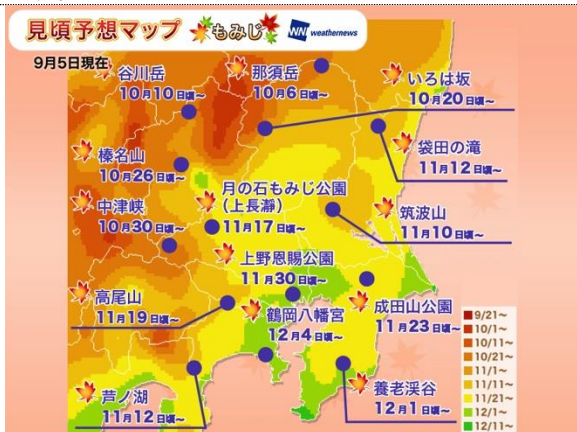 見頃予想マップ もみじ WN weathernews
9月5日現在
谷川岳
10月10日頃~
那須岳
10月6日頃~
いろは坂
10月20日頃~
袋田の滝
11月12日頃~
榛名山
10月26日頃~
月の石もみじ公園
(上長瀞)
11月17日頃~
中津峡
10月30日頃~
筑波山
11月10日頃~
上野恩賜公園
11月30日頃~
高尾山
11月19日頃~
鶴岡八幡宮
12月4日頃~
成田山公園
11月23日頃~
芦ノ湖
11月12日頃~
養老渓谷
12月1日頃~
9/21~
10/1~
10/11~
10/21~
11/1~
11/11~
11/21~
12/1~
12/11~